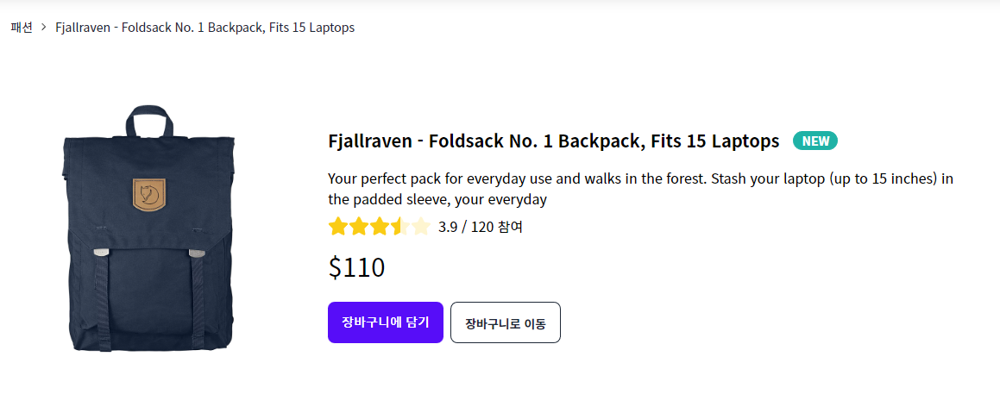 패션 > Fjallraven - Foldsack No. 1 Backpack, Fits 15 Laptops
Fjallraven - Foldsack No. 1 Backpack, Fits 15 Laptops NEW
Your perfect pack for everyday use and walks in the forest. Stash your laptop (up to 15 inches) in
the padded sleeve, your everyday
3.9 / 120 참여
$110
장바구니에 담기 장바구니로 이동